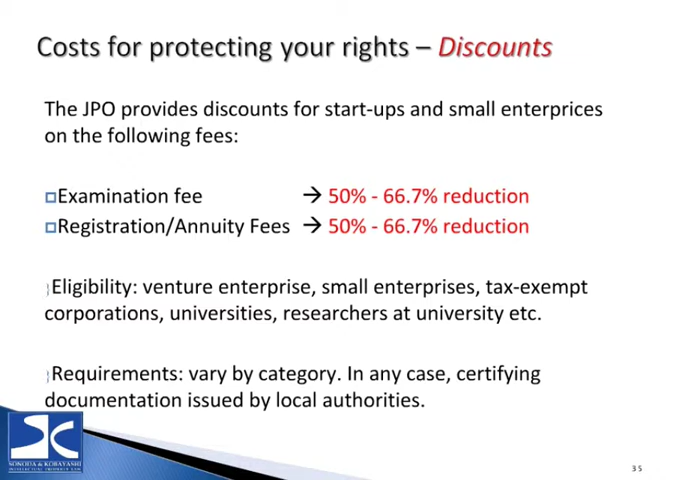 Costs for protecting your rights – Discounts
The JPO provides discounts for start-ups and small enterprices
on the following fees:
Examination fee → 50% - 66.7% reduction
Registration/Annuity Fees → 50% - 66.7% reduction
Eligibility: venture enterprise, small enterprises, tax-exempt
corporations, universities, researchers at university etc.
Requirements: vary by category. In any case, certifying
documentation issued by local authorities.
SONODA & KOBAYASHI
INTELLECTUAL PROPERTY LAW
35